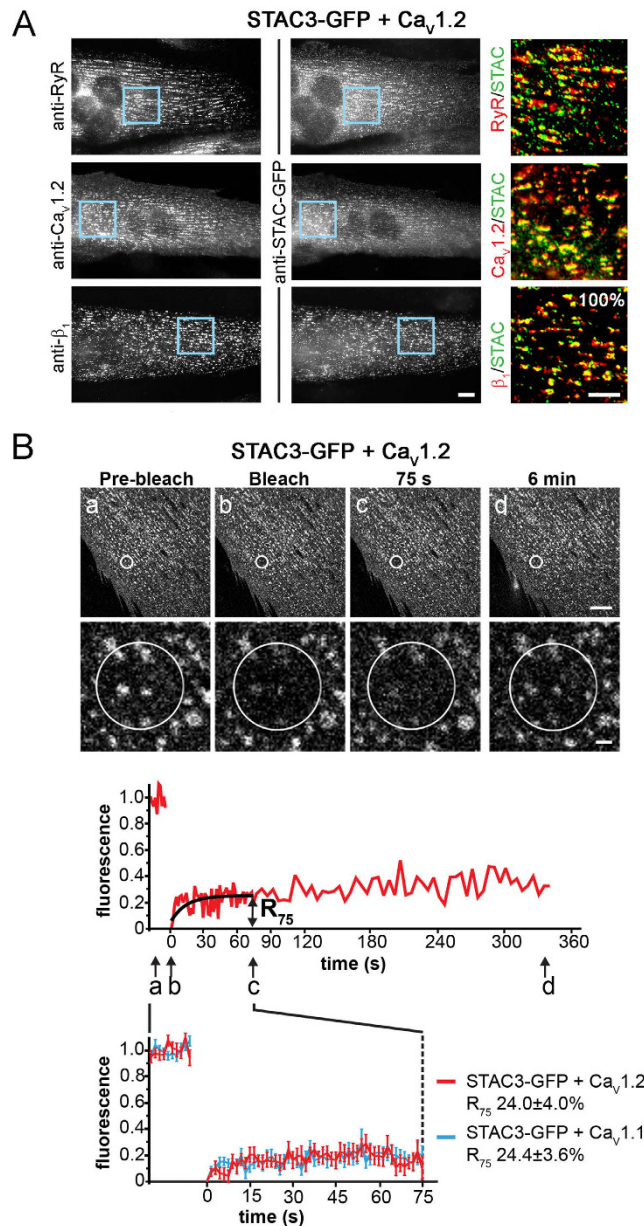 A
STAC3-GFP + CaV1.2
anti-RyR
anti-STAC-GFP
RyR/STAC
anti-CaV1.2
CaV1.2/STAC
anti-β1
100%
β1/STAC
B
STAC3-GFP + CaV1.2
Pre-bleach
Bleach
75 s
6 min
a
b
c
d
fluorescence
1.0
0.8
0.6
0.4
0.2
0
R75
0 30 60 90 120 150 180 210 240 270 300 330 360
time (s)
a b c d
fluorescence
1.0
0.8
0.6
0.4
0.2
0
0 15 30 45 60 75
time (s)
STAC3-GFP + CaV1.2
R75 24.0±4.0%
STAC3-GFP + CaV1.1
R75 24.4±3.6%